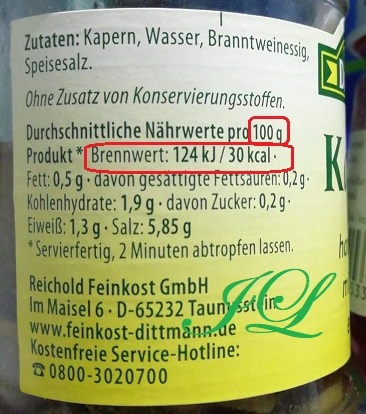 Zutaten: Kapern, Wasser, Branntweinessig,
Speisesalz.
Ohne Zusatz von Konservierungsstoffen.
Durchschnittliche Nährwerte pro 100 g
Produkt * Brennwert: 124 kJ / 30 kcal ·
Fett: 0,5 g · davon gesättigte Fettsäuren: 0,2 g ·
Kohlenhydrate: 1,9 g · davon Zucker: 0,2 g ·
Eiweiß: 1,3 g · Salz: 5,85 g
* Servierfertig, 2 Minuten abtropfen lassen.
Reichold Feinkost GmbH
Im Maisel 6 · D-65232 Taunusstein
www.feinkost-dittmann.de
Kostenfreie Service-Hotline:
☎ 0800-3020700
JL